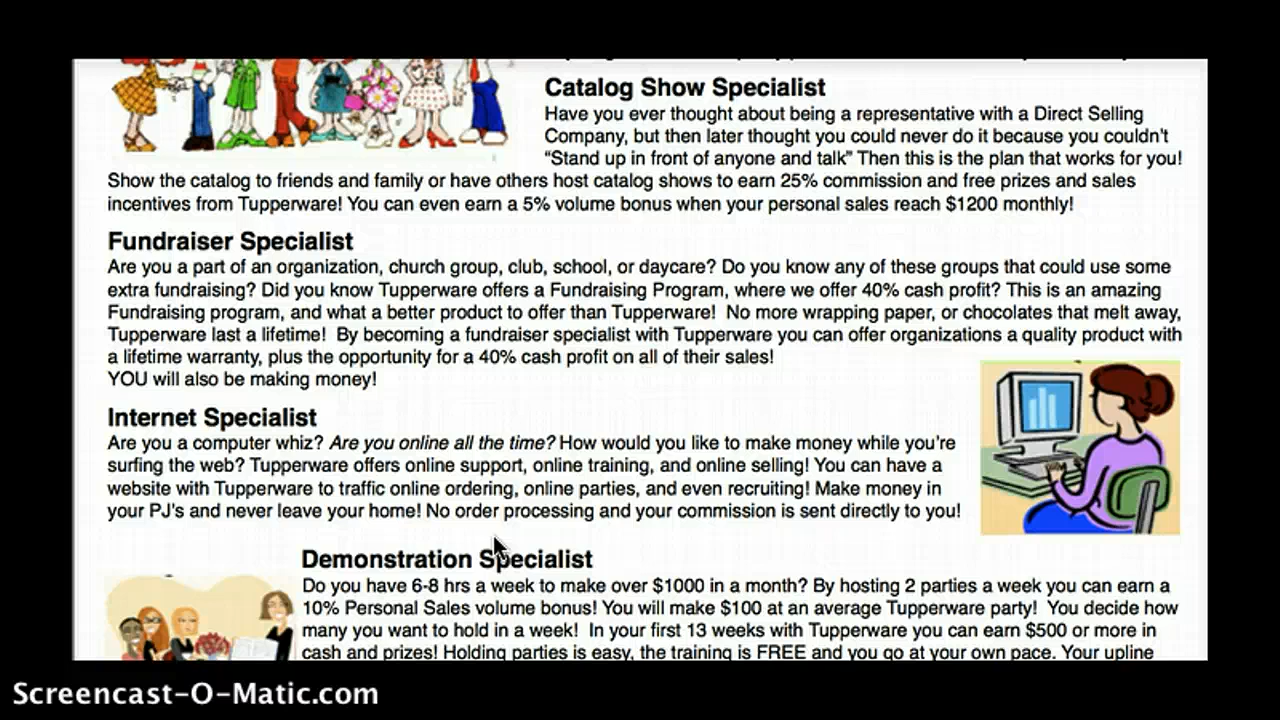 Catalog Show Specialist
Have you ever thought about being a representative with a Direct Selling
Company, but then later thought you could never do it because you couldn't
“Stand up in front of anyone and talk” Then this is the plan that works for you!
Show the catalog to friends and family or have others host catalog shows to earn 25% commission and free prizes and sales
incentives from Tupperware! You can even earn a 5% volume bonus when your personal sales reach $1200 monthly!
Fundraiser Specialist
Are you a part of an organization, church group, club, school, or daycare? Do you know any of these groups that could use some
extra fundraising? Did you know Tupperware offers a Fundraising Program, where we offer 40% cash profit? This is an amazing
Fundraising program, and what a better product to offer than Tupperware! No more wrapping paper, or chocolates that melt away,
Tupperware last a lifetime! By becoming a fundraiser specialist with Tupperware you can offer organizations a quality product with
a lifetime warranty, plus the opportunity for a 40% cash profit on all of their sales!
YOU will also be making money!
Internet Specialist
Are you a computer whiz? Are you online all the time? How would you like to make money while you're
surfing the web? Tupperware offers online support, online training, and online selling! You can have a
website with Tupperware to traffic online ordering, online parties, and even recruiting! Make money in
your PJ's and never leave your home! No order processing and your commission is sent directly to you!
Demonstration Specialist
Do you have 6-8 hrs a week to make over $1000 in a month? By hosting 2 parties a week you can earn a
10% Personal Sales volume bonus! You will make $100 at an average Tupperware party! You decide how
many you want to hold in a week! In your first 13 weeks with Tupperware you can earn $500 or more in
cash and prizes! Holding parties is easy, the training is FREE and you go at your own pace. Your upline
Screencast-O-Matic.com